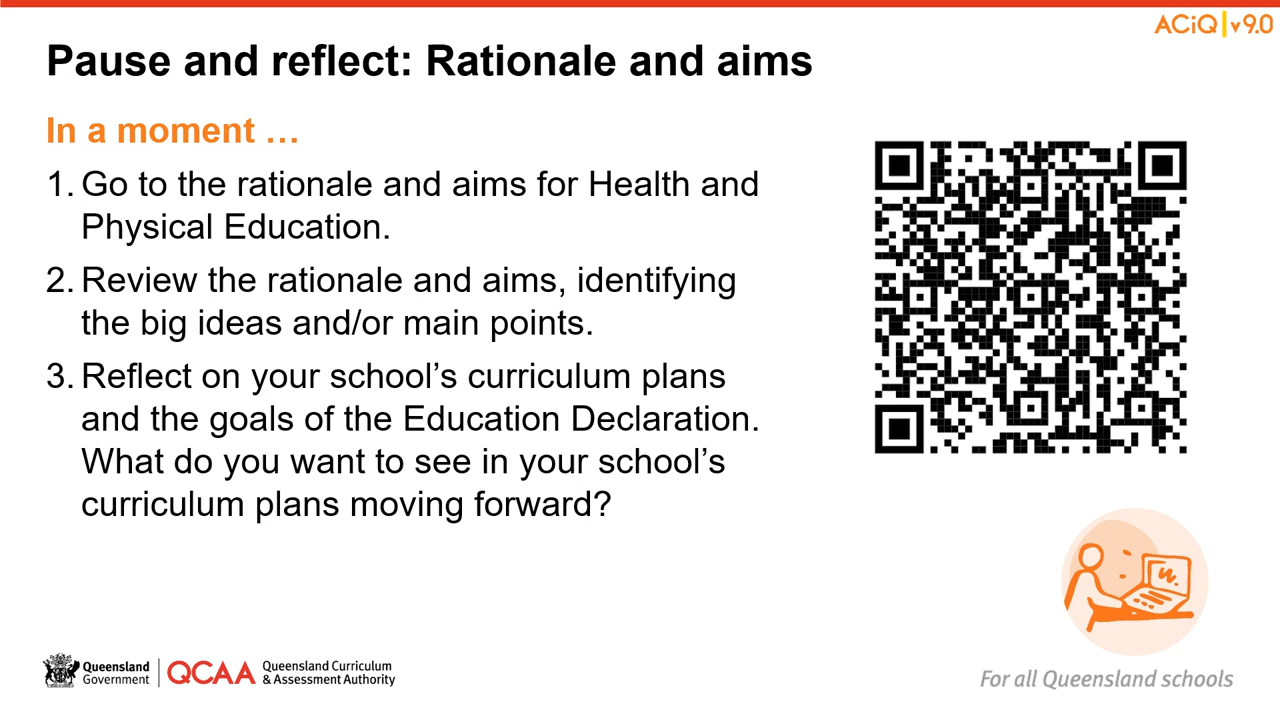 ACiQ v9.0
Pause and reflect: Rationale and aims
In a moment …
1. Go to the rationale and aims for Health and
Physical Education.
2. Review the rationale and aims, identifying
the big ideas and/or main points.
3. Reflect on your school’s curriculum plans
and the goals of the Education Declaration.
What do you want to see in your school’s
curriculum plans moving forward?
Queensland
Government
QCAA
Queensland Curriculum
& Assessment Authority
For all Queensland schools